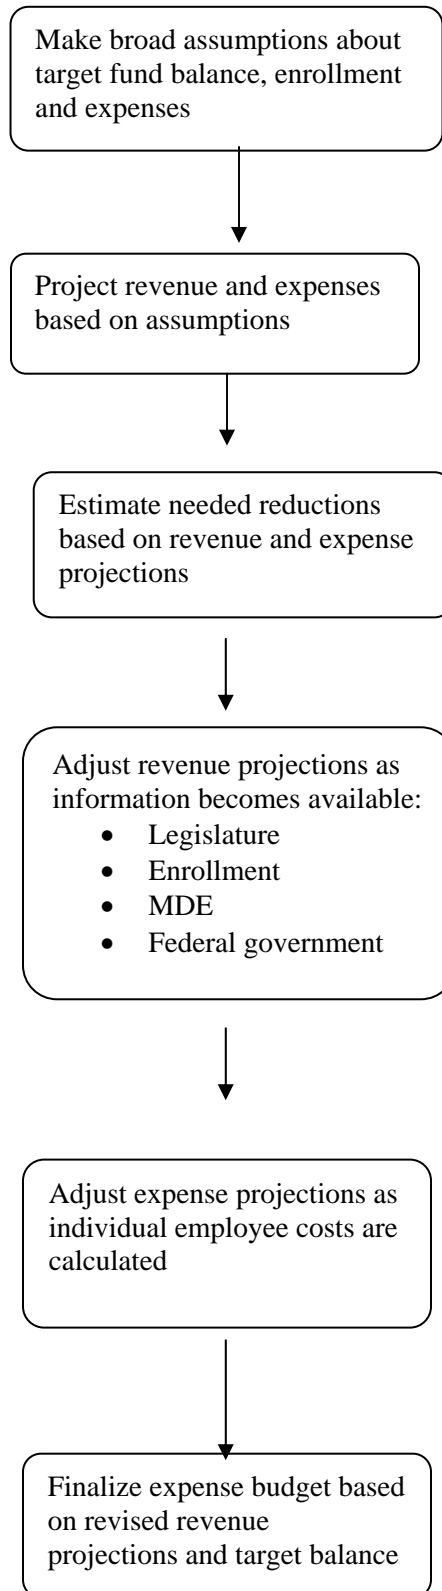 Make broad assumptions about
target fund balance, enrollment
and expenses
Project revenue and expenses
based on assumptions
Estimate needed reductions
based on revenue and expense
projections
Adjust revenue projections as
information becomes available:
• Legislature
• Enrollment
• MDE
• Federal government
Adjust expense projections as
individual employee costs are
calculated
Finalize expense budget based
on revised revenue
projections and target balance